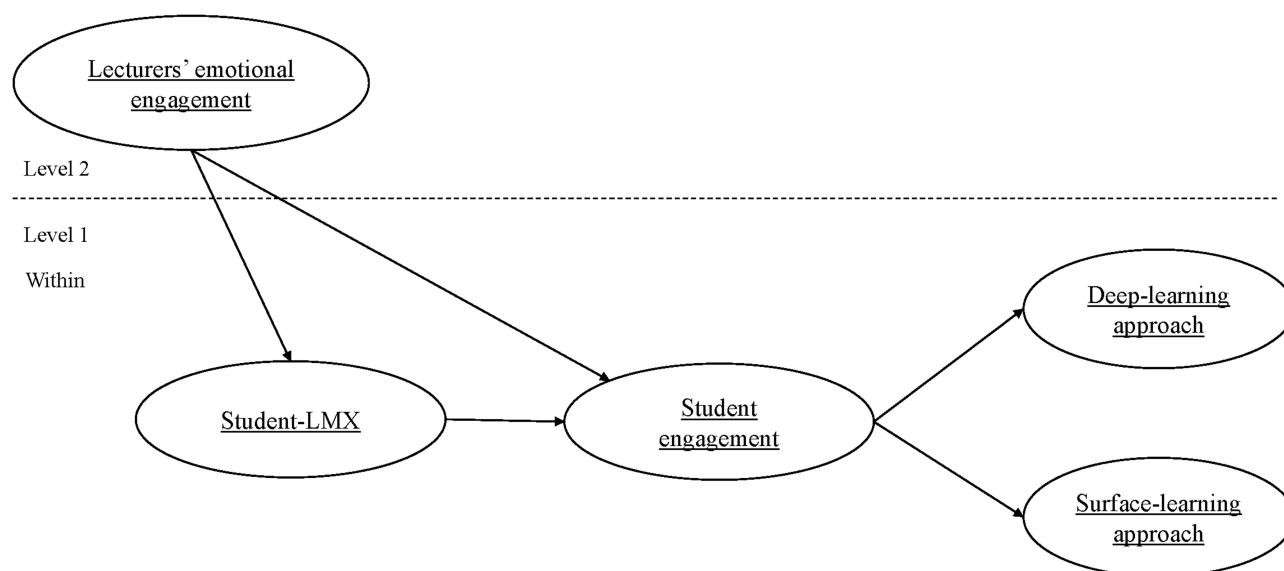 Lecturers’ emotional
engagement
Level 2
Level 1
Within
Deep-learning
approach
Student-LMX
Student
engagement
Surface-learning
approach